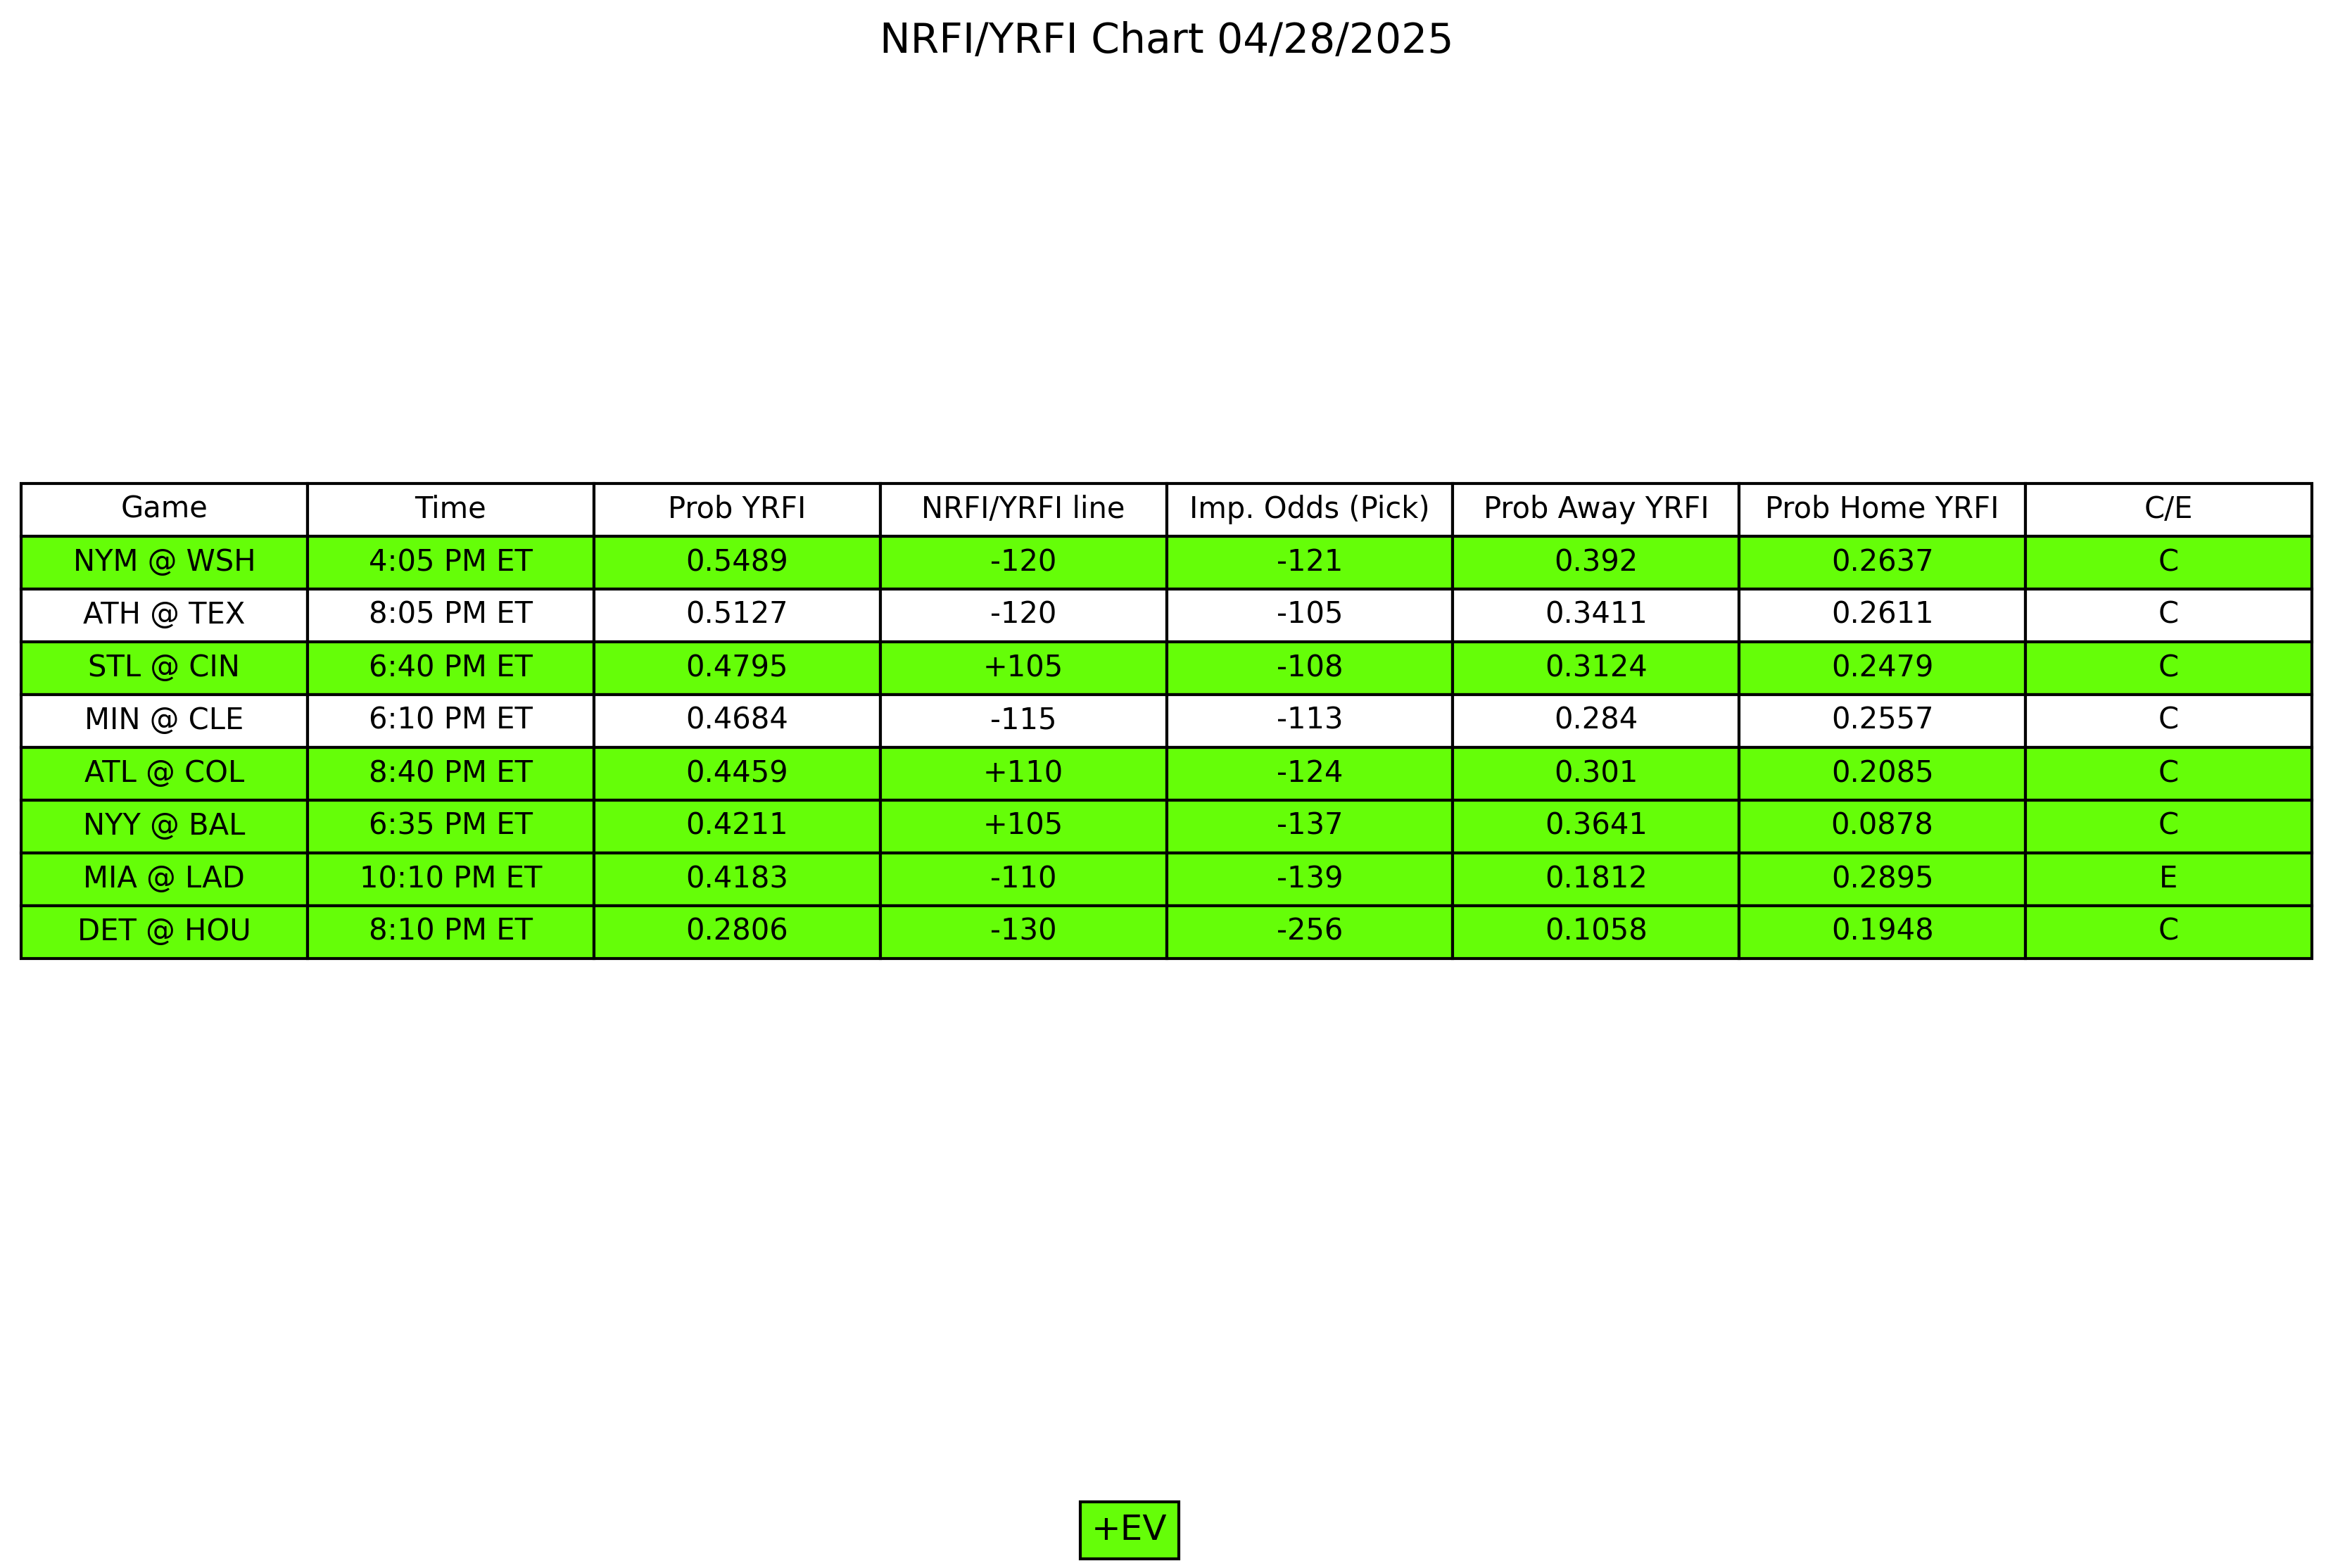 NRFI/YRFI Chart 04/28/2025
Game Time Prob YRFI NRFI/YRFI line Imp. Odds (Pick) Prob Away YRFI Prob Home YRFI C/E
NYM @ WSH 4:05 PM ET 0.5489 -120 -121 0.392 0.2637 C
ATH @ TEX 8:05 PM ET 0.5127 -120 -105 0.3411 0.2611 C
STL @ CIN 6:40 PM ET 0.4795 +105 -108 0.3124 0.2479 C
MIN @ CLE 6:10 PM ET 0.4684 -115 -113 0.284 0.2557 C
ATL @ COL 8:40 PM ET 0.4459 +110 -124 0.301 0.2085 C
NYY @ BAL 6:35 PM ET 0.4211 +105 -137 0.3641 0.0878 C
MIA @ LAD 10:10 PM ET 0.4183 -110 -139 0.1812 0.2895 E
DET @ HOU 8:10 PM ET 0.2806 -130 -256 0.1058 0.1948 C
+EV